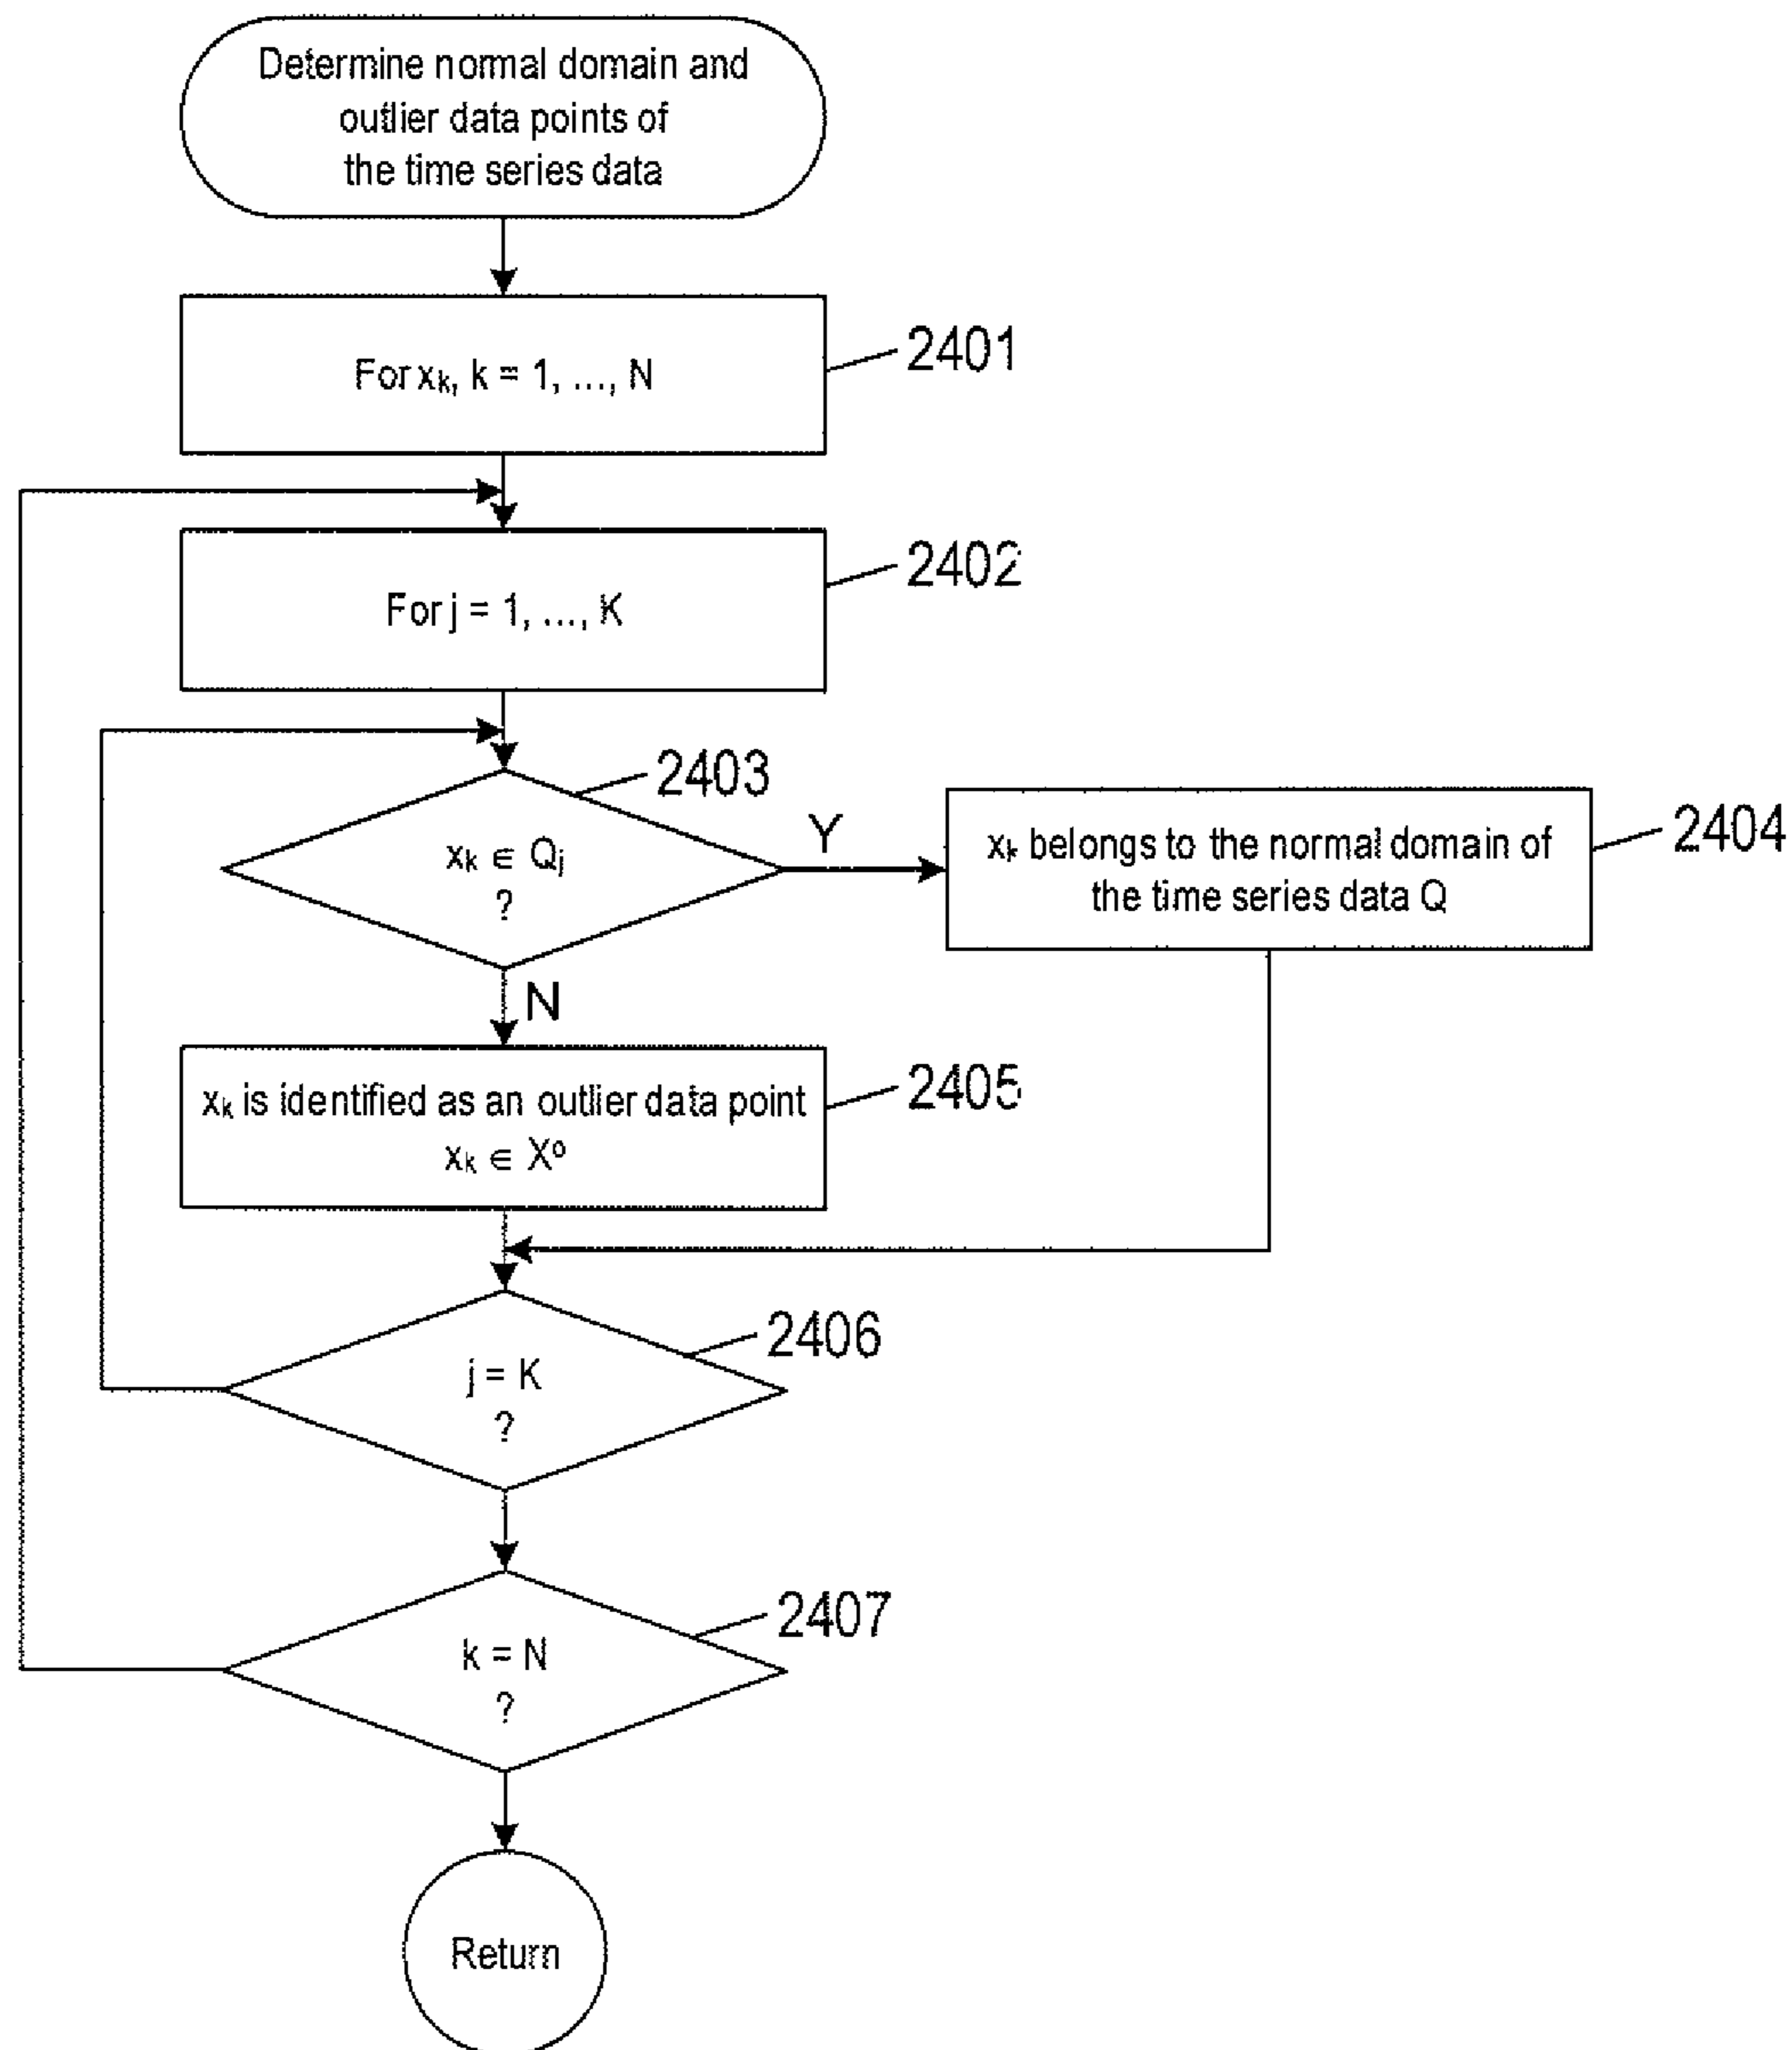 Determine normal domain and
outlier data points of
the time series data
For xₖ, k = 1, ..., N
2401
For j = 1, ..., K
2402
2403
xₖ ∈ Qⱼ
?
Y
xₖ belongs to the normal domain of
the time series data Q
2404
N
xₖ is identified as an outlier data point
xₖ ∈ Xᵒ
2405
j = K
?
2406
k = N
?
2407
Return